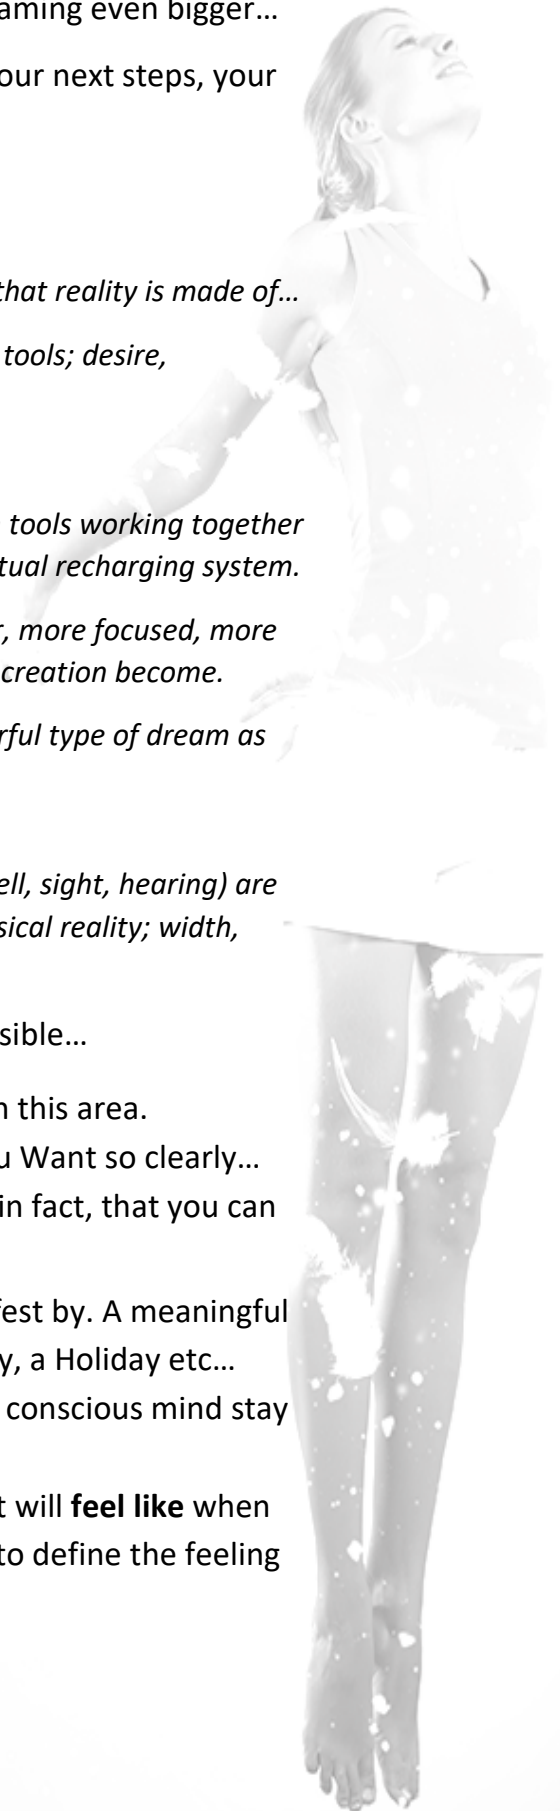 aming even bigger…
our next steps, your
that reality is made of…
tools; desire,
tools working together
tual recharging system.
r, more focused, more
creation become.
rful type of dream as
ell, sight, hearing) are
sical reality; width,
sible…
n this area.
u Want so clearly…
in fact, that you can
fest by. A meaningful
y, a Holiday etc…
conscious mind stay
t will feel like when
to define the feeling